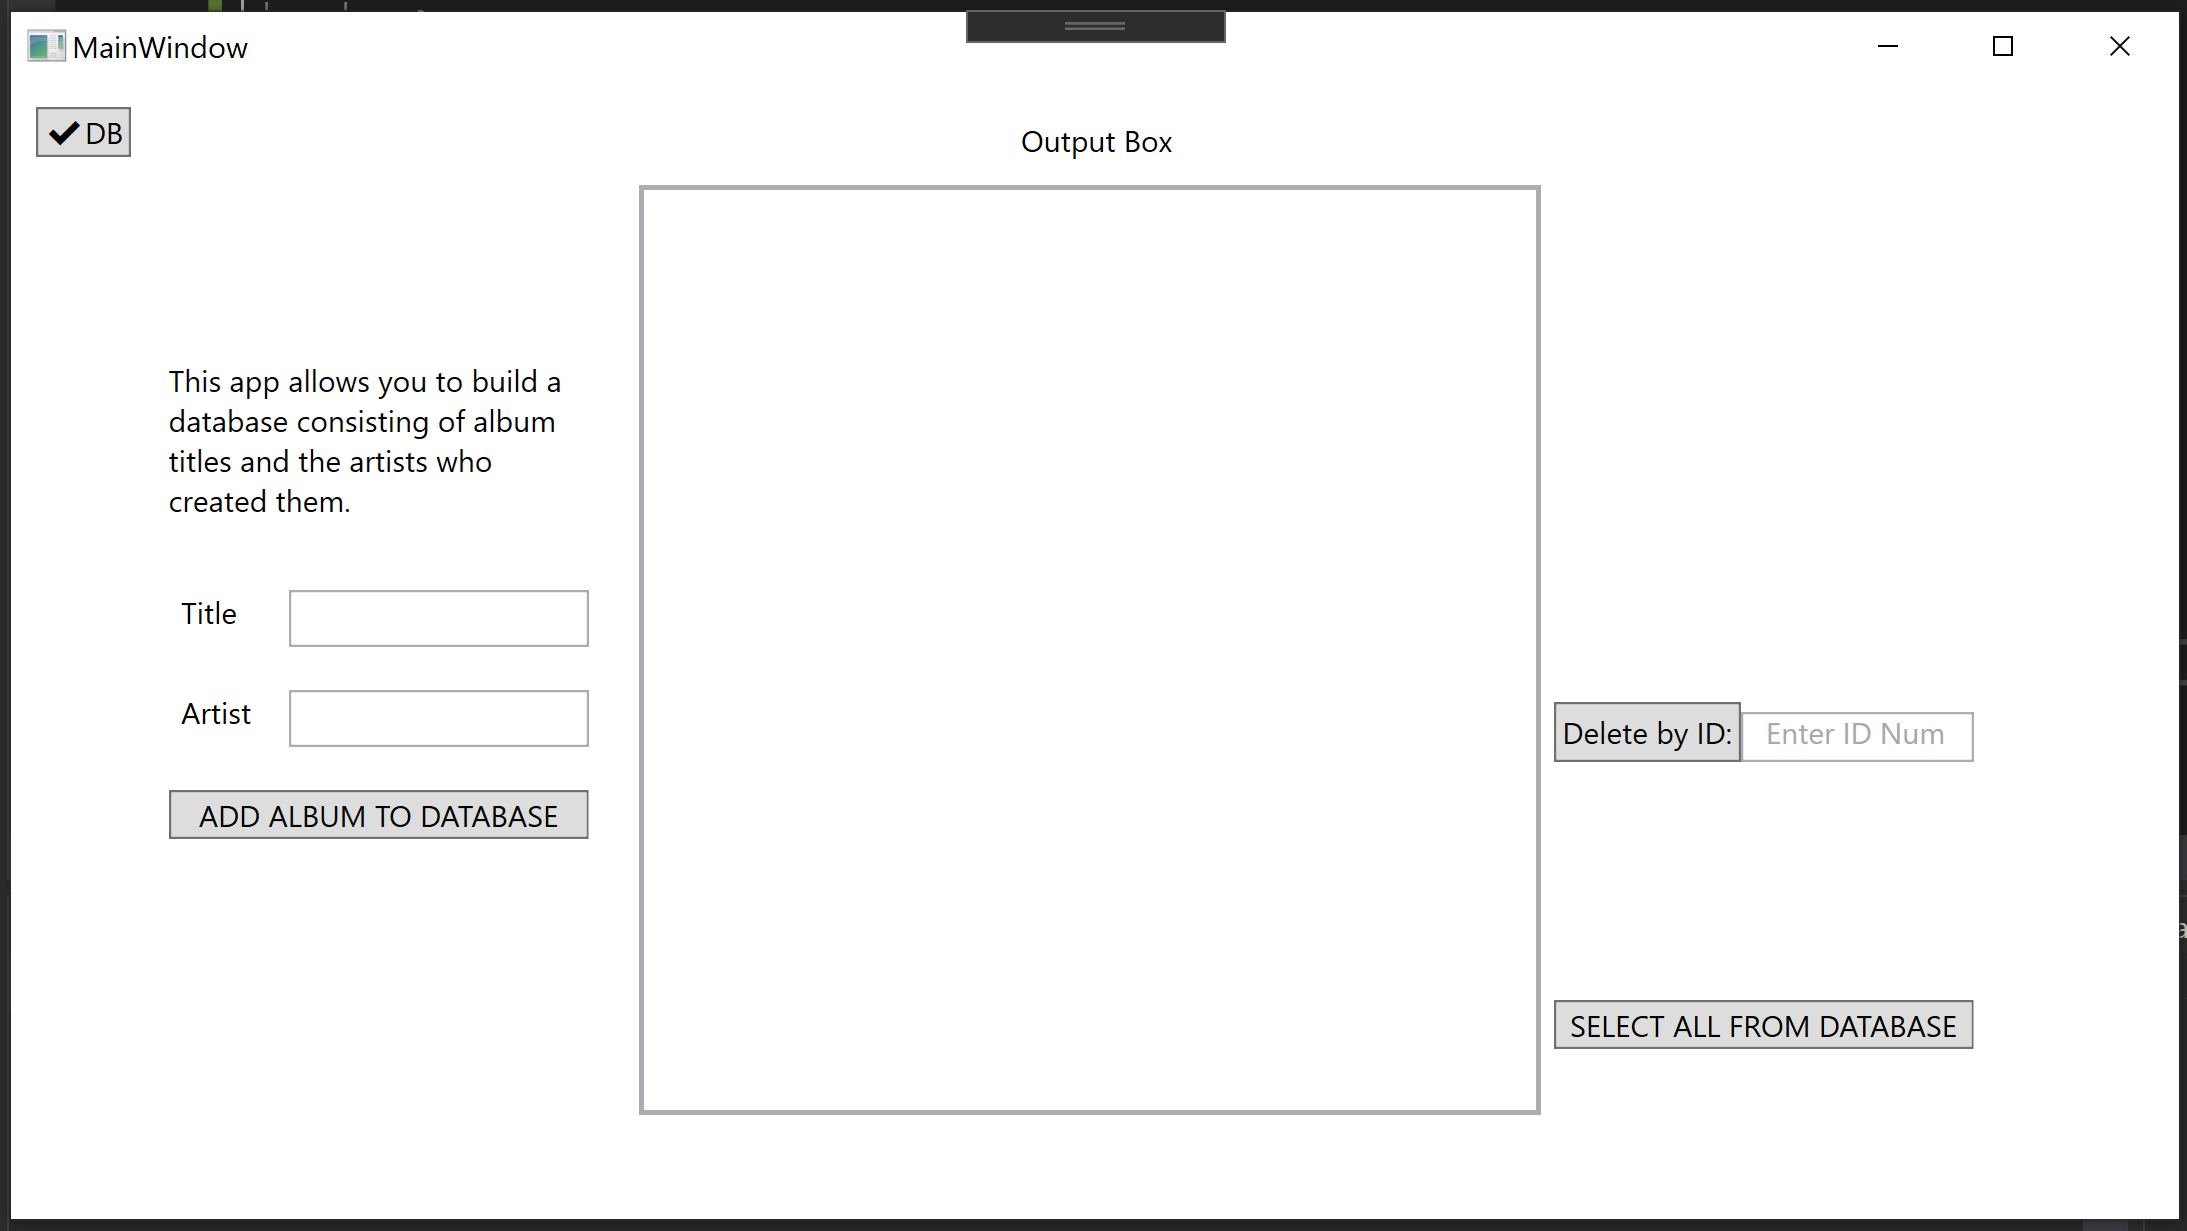 MainWindow
✔ DB
Output Box
This app allows you to build a
database consisting of album
titles and the artists who
created them.
Title
Artist
ADD ALBUM TO DATABASE
Delete by ID:
Enter ID Num
SELECT ALL FROM DATABASE